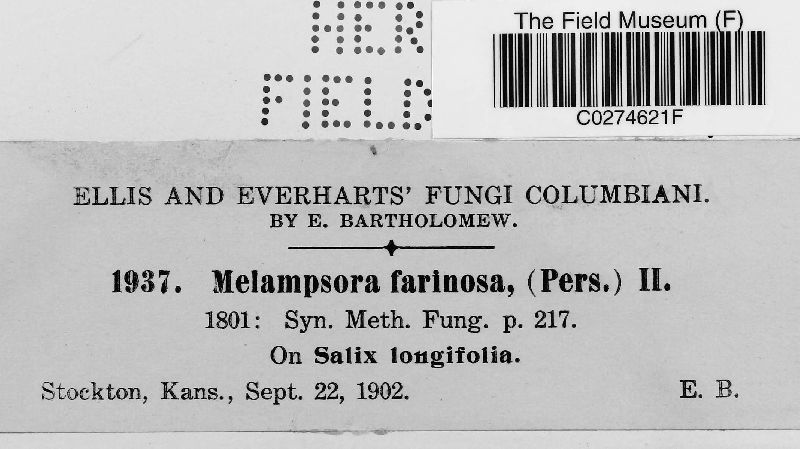 HER
FIELD
The Field Museum (F)
C0274621F
ELLIS AND EVERHARTS' FUNGI COLUMBIANI.
BY E. BARTHOLOMEW.
1937. Melampsora farinosa, (Pers.) II.
1801: Syn. Meth. Fung. p. 217.
On Salix longifolia.
Stockton, Kans., Sept. 22, 1902. E. B.